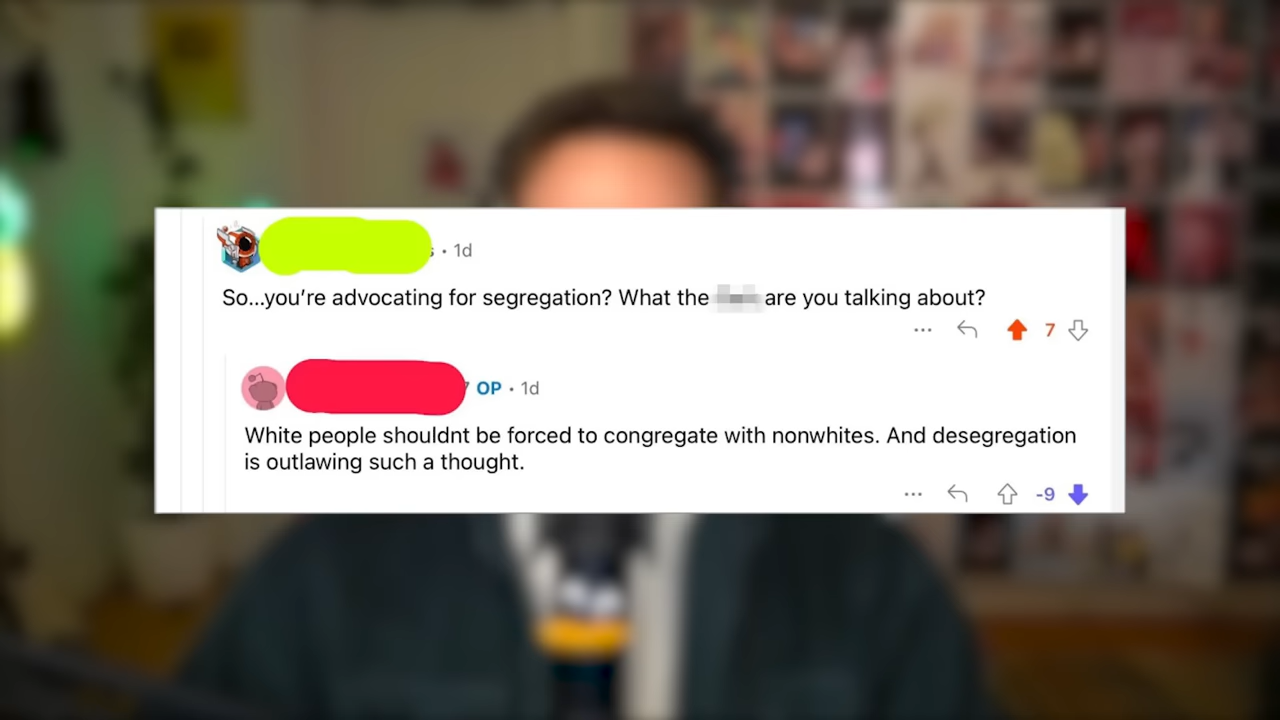 · 1d
So...you're advocating for segregation? What the are you talking about?
7
OP · 1d
White people shouldnt be forced to congregate with nonwhites. And desegregation
is outlawing such a thought.
-9